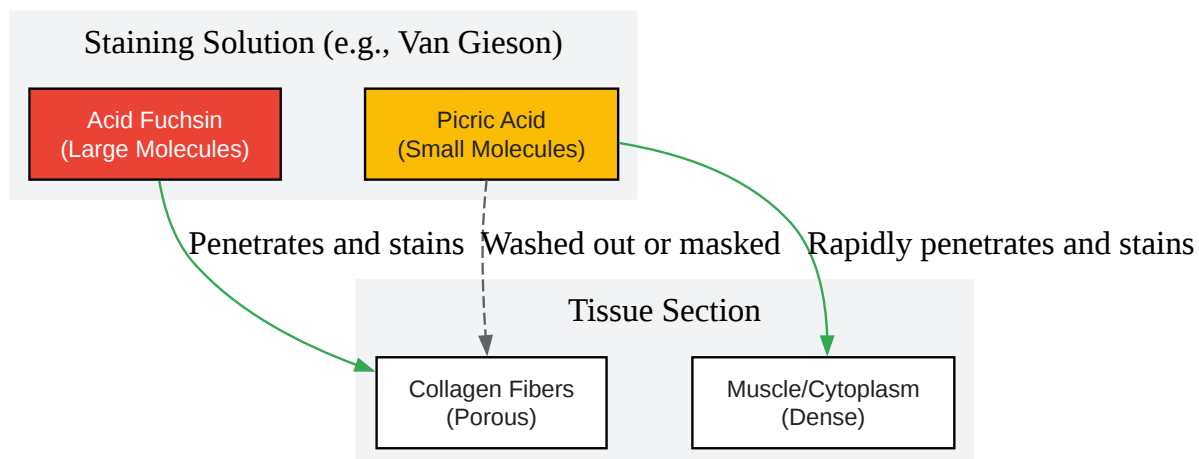 Staining Solution (e.g., Van Gieson)
Acid Fuchsin
(Large Molecules)
Picric Acid
(Small Molecules)
Penetrates and stains
Washed out or masked
Rapidly penetrates and stains
Tissue Section
Collagen Fibers
(Porous)
Muscle/Cytoplasm
(Dense)